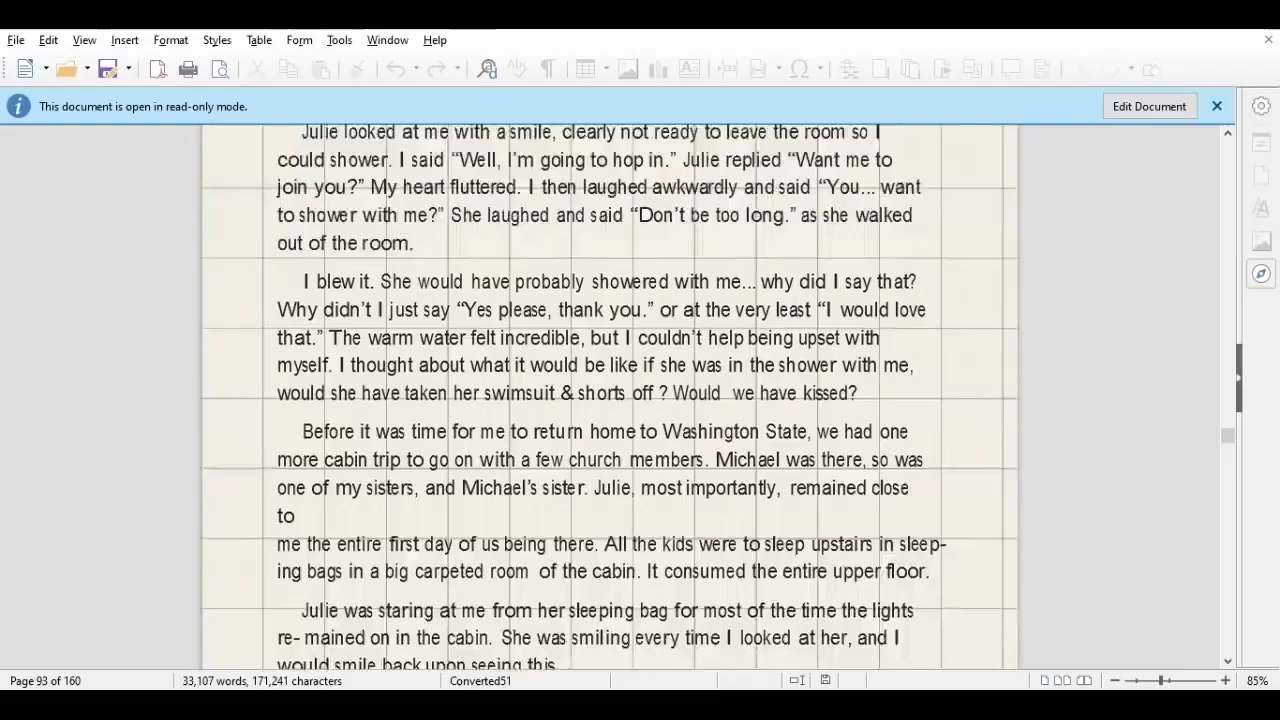 File Edit View Insert Format Styles Table Form Tools Window Help
This document is open in read-only mode. Edit Document
Julie looked at me with a smile, clearly not ready to leave the room so I
could shower. I said “Well, I’m going to hop in.” Julie replied “Want me to
join you?” My heart fluttered. I then laughed awkwardly and said “You... want
to shower with me?” She laughed and said “Don’t be too long.” as she walked
out of the room.
I blew it. She would have probably showered with me... why did I say that?
Why didn’t I just say “Yes please, thank you.” or at the very least “I would love
that.” The warm water felt incredible, but I couldn’t help being upset with
myself. I thought about what it would be like if she was in the shower with me,
would she have taken her swimsuit & shorts off ? Would we have kissed?
Before it was time for me to return home to Washington State, we had one
more cabin trip to go on with a few church members. Michael was there, so was
one of my sisters, and Michael’s sister. Julie, most importantly, remained close
to
me the entire first day of us being there. All the kids were to sleep upstairs in sleep-
ing bags in a big carpeted room of the cabin. It consumed the entire upper floor.
Julie was staring at me from her sleeping bag for most of the time the lights
re- mained on in the cabin. She was smiling every time I looked at her, and I
would smile back upon seeing this.
Page 93 of 160 33,107 words, 171,241 characters Converted51 85%